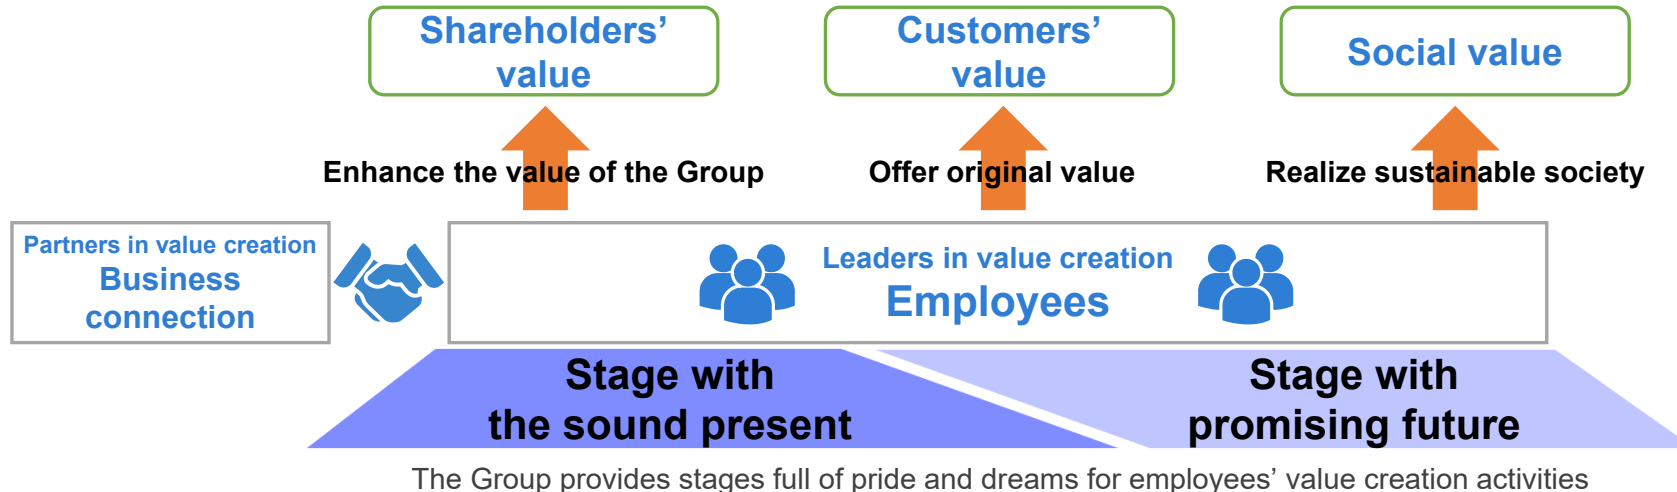 Shareholders’
value
Customers’
value
Social value
Enhance the value of the Group
Offer original value
Realize sustainable society
Partners in value creation
Business
connection
Leaders in value creation
Employees
Stage with
the sound present
Stage with
promising future
The Group provides stages full of pride and dreams for employees’ value creation activities